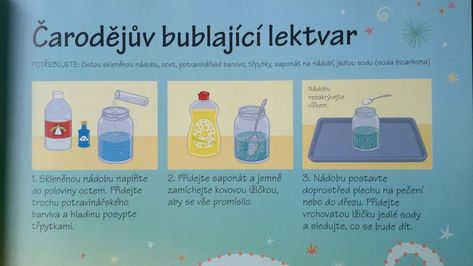 Čarodějův bublající lektvar
POTŘEBUJETE: čistou skleněnou nádobu, ocet, potravinářské barvivo, třpytky, saponát na nádobí, jedlou sodu (soda bicarbona)
Nádobu
nezakrývejte
víčkem.
1. Skleněnou nádobu naplňte
do poloviny octem. Přidejte
trochu potravinářského
barviva a hladinu posypte
třpytkami.
2. Přidejte saponát a jemně
zamíchejte kovovou lžičkou,
aby se vše promísilo.
3. Nádobu postavte
doprostřed plechu na pečení
nebo do dřezu. Přidejte
vrchovatou lžičku jedlé sody
a sledujte, co se bude dít.